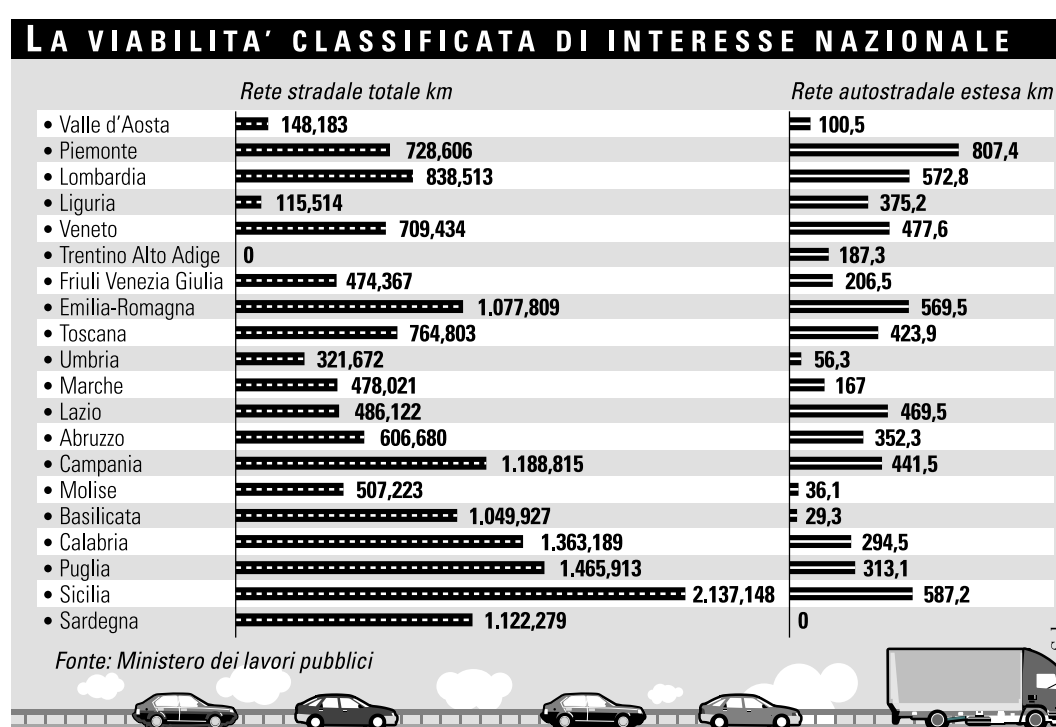 LA VIABILITA' CLASSIFICATA DI INTERESSE NAZIONALE
Rete stradale totale km Rete autostradale estesa km
• Valle d'Aosta 148,183 100,5
• Piemonte 728,606 807,4
• Lombardia 838,513 572,8
• Liguria 115,514 375,2
• Veneto 709,434 477,6
• Trentino Alto Adige 0 187,3
• Friuli Venezia Giulia 474,367 206,5
• Emilia-Romagna 1.077,809 569,5
• Toscana 764,803 423,9
• Umbria 321,672 56,3
• Marche 478,021 167
• Lazio 486,122 469,5
• Abruzzo 606,680 352,3
• Campania 1.188,815 441,5
• Molise 507,223 36,1
• Basilicata 1.049,927 29,3
• Calabria 1.363,189 294,5
• Puglia 1.465,913 313,1
• Sicilia 2.137,148 587,2
• Sardegna 1.122,279 0
Fonte: Ministero dei lavori pubblici